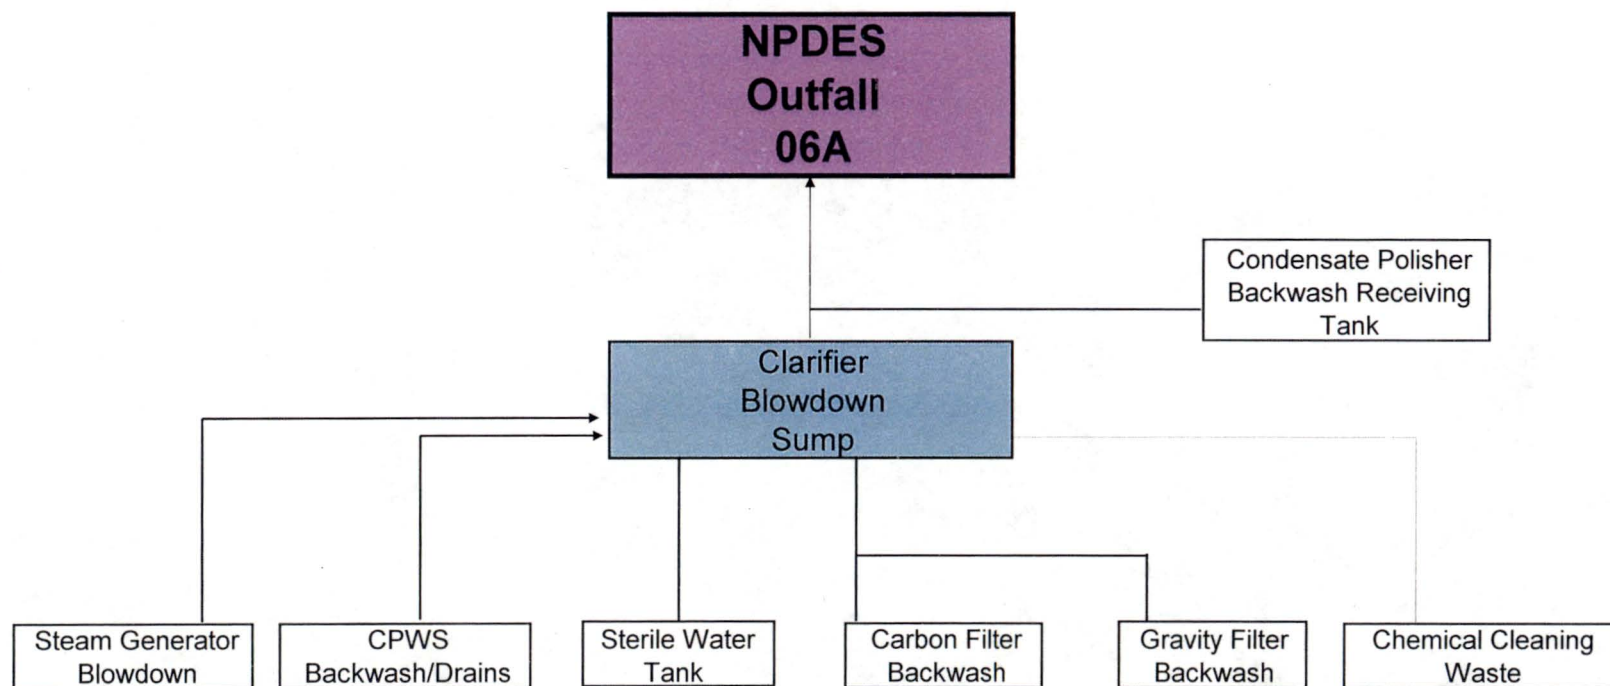 NPDES
Outfall
06A
Condensate Polisher
Backwash Receiving
Tank
Clarifier
Blowdown
Sump
Steam Generator
Blowdown
CPWS
Backwash/Drains
Sterile Water
Tank
Carbon Filter
Backwash
Gravity Filter
Backwash
Chemical Cleaning
Waste